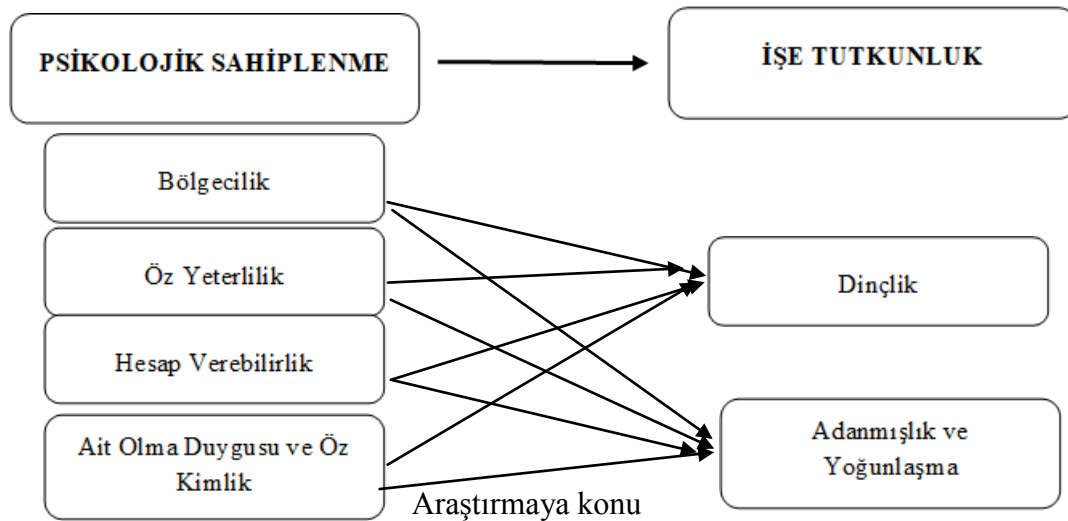 PSİKOLOJİK SAHİPLENME
İŞE TUTKUNLUK
Bölgecilik
Öz Yeterlilik
Hesap Verebilirlik
Ait Olma Duygusu ve Öz
Kimlik
Dinçlik
Adanmışlık ve
Yoğunlaşma
Araştırmaya konu